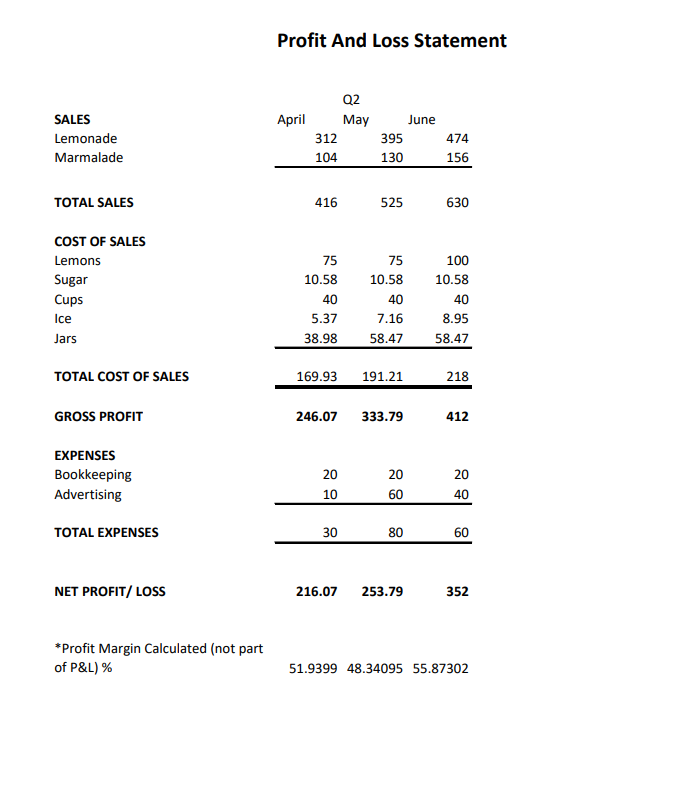 Profit And Loss Statement
Q2
SALES April May June
Lemonade 312 395 474
Marmalade 104 130 156
TOTAL SALES 416 525 630
COST OF SALES
Lemons 75 75 100
Sugar 10.58 10.58 10.58
Cups 40 40 40
Ice 5.37 7.16 8.95
Jars 38.98 58.47 58.47
TOTAL COST OF SALES 169.93 191.21 218
GROSS PROFIT 246.07 333.79 412
EXPENSES
Bookkeeping 20 20 20
Advertising 10 60 40
TOTAL EXPENSES 30 80 60
NET PROFIT/ LOSS 216.07 253.79 352
*Profit Margin Calculated (not part
of P&L) % 51.9399 48.34095 55.87302